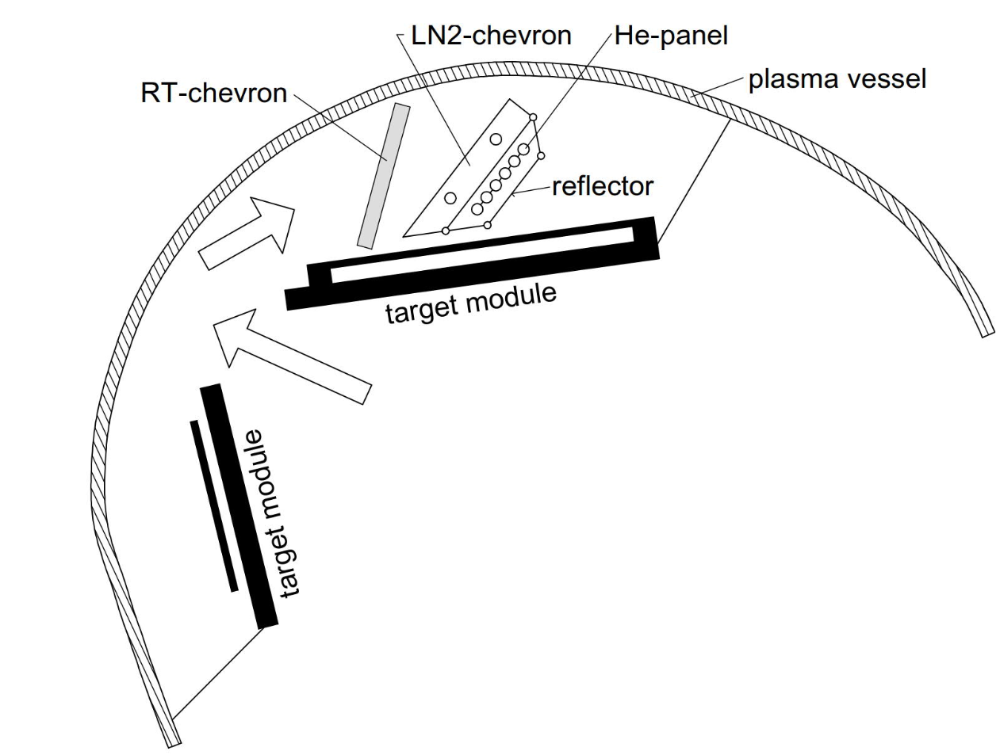 LN2-chevron
He-panel
plasma vessel
RT-chevron
reflector
target module
target module